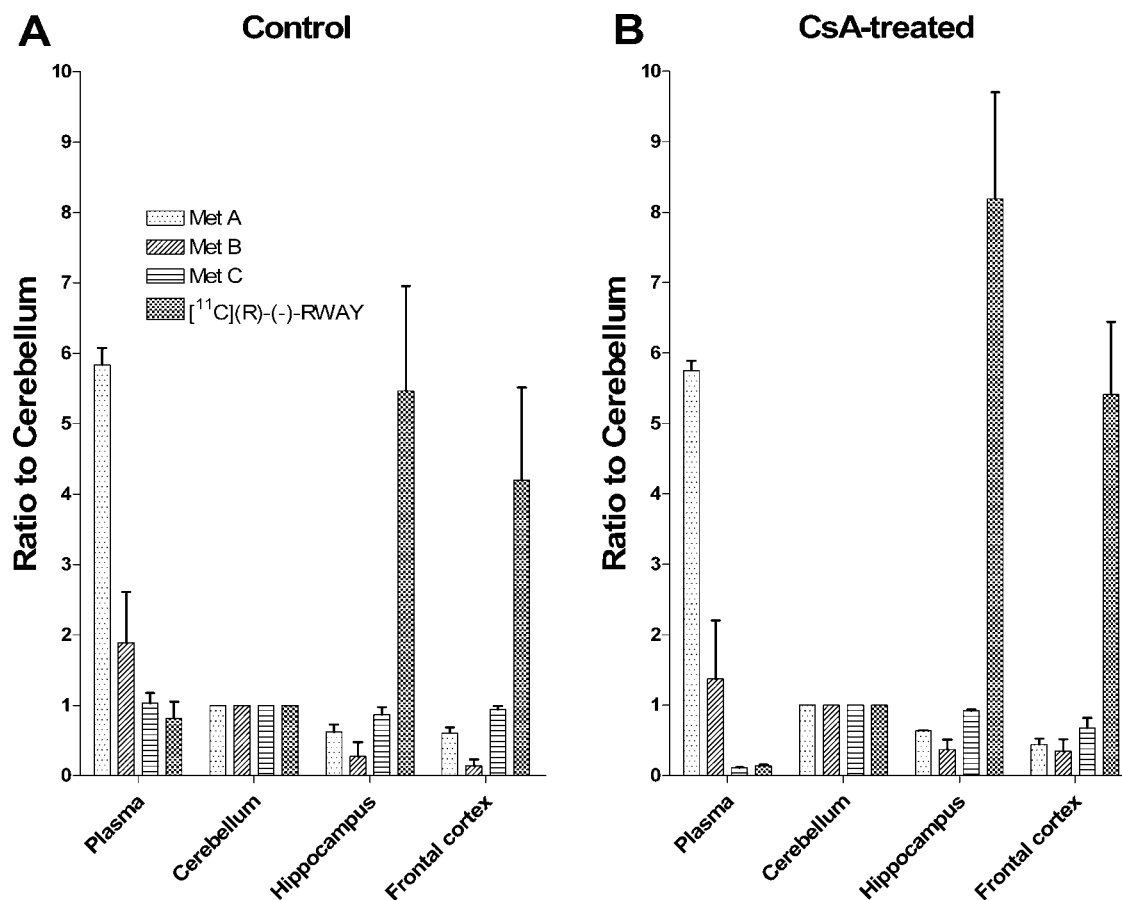 A
Control
Ratio to Cerebellum
10
9
8
7
6
5
4
3
2
1
0
Met A
Met B
Met C
[¹¹C](R)-(-)-RWAY
Plasma
Cerebellum
Hippocampus
Frontal cortex
B
CsA-treated
Ratio to Cerebellum
10
9
8
7
6
5
4
3
2
1
0
Plasma
Cerebellum
Hippocampus
Frontal cortex